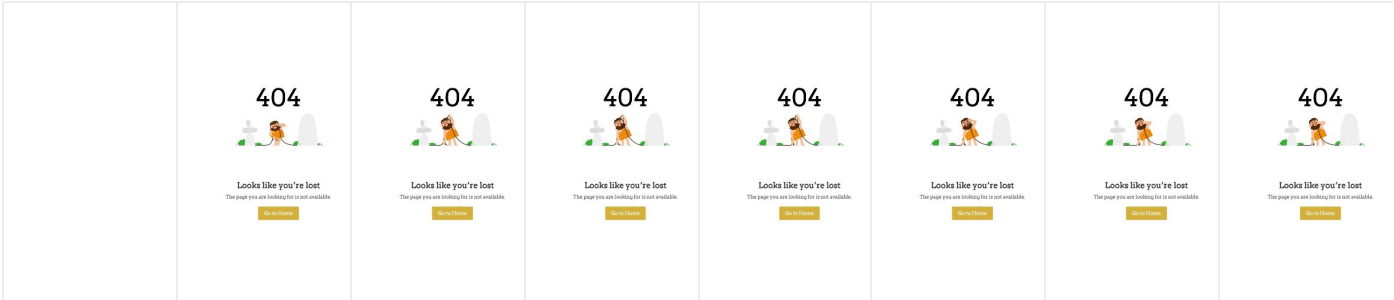 404
Looks like you're lost
The page you are looking for is not available.
Go to Home
404
Looks like you're lost
The page you are looking for is not available.
Go to Home
404
Looks like you're lost
The page you are looking for is not available.
Go to Home
404
Looks like you're lost
The page you are looking for is not available.
Go to Home
404
Looks like you're lost
The page you are looking for is not available.
Go to Home
404
Looks like you're lost
The page you are looking for is not available.
Go to Home
404
Looks like you're lost
The page you are looking for is not available.
Go to Home